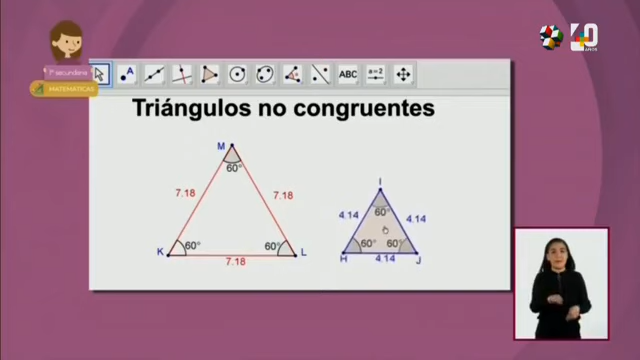 40
AÑOS
1° secundaria
MATEMÁTICAS
A
ABC
a=2
Triángulos no congruentes
M
60°
7.18
7.18
K
60°
60°
L
7.18
I
60°
4.14
4.14
60°
60°
H
4.14
J